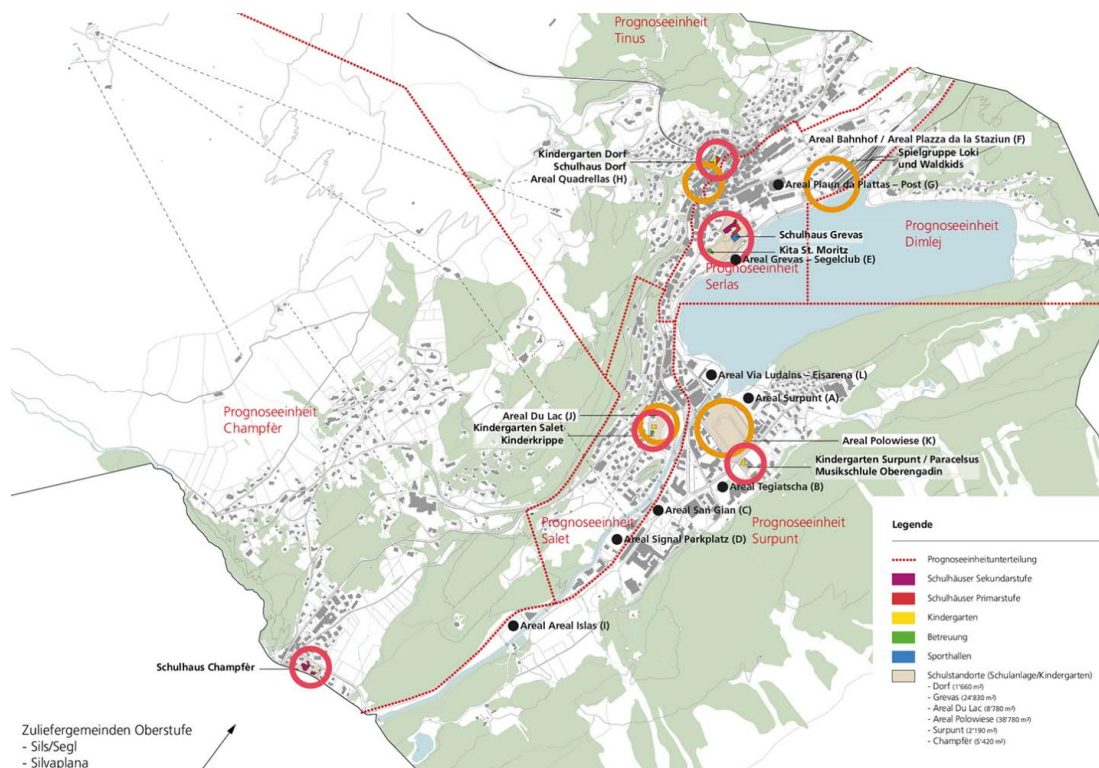 Prognoseeinheit
Tinus
Areal Bahnhof / Areal Plazza da la Staziun (F)
Kindergarten Dorf
Schulhaus Dorf
Areal Quadrellas (H)
Spielgruppe Loki
und Waldkids
Areal Plaun da Plattas – Post (G)
Prognoseeinheit
Dimlej
Schulhaus Grevas
Kita St. Moritz
Areal Grevas – Segelclub (E)
Prognoseeinheit
Serlas
Areal Via Ludains – Eisarena (L)
Areal Surpunt (A)
Prognoseeinheit
Champfèr
Areal Du Lac (J)
Kindergarten Salet
Kinderkrippe
Areal Polowiese (K)
Kindergarten Surpunt / Paracelsus
Musikschlule Oberengadin
Areal Tegiatscha (B)
Areal San Gian (C)
Prognoseeinheit
Salet
Prognoseeinheit
Surpunt
Areal Signal Parkplatz (D)
Areal Areal Islas (I)
Schulhaus Champfèr
Zuliefergemeinden Oberstufe
- Sils/Segl
- Silvaplana
Legende
Prognoseeinheitunterteilung
Schulhäuser Sekundarstufe
Schulhäuser Primarstufe
Kindergarten
Betreuung
Sporthallen
Schulstandorte (Schulanlage/Kindergarten)
- Dorf (1'660 m²)
- Grevas (24'830 m²)
- Areal Du Lac (8'780 m²)
- Areal Polowiese (38'780 m²)
- Surpunt (2'190 m²)
- Champfèr (5'420 m²)